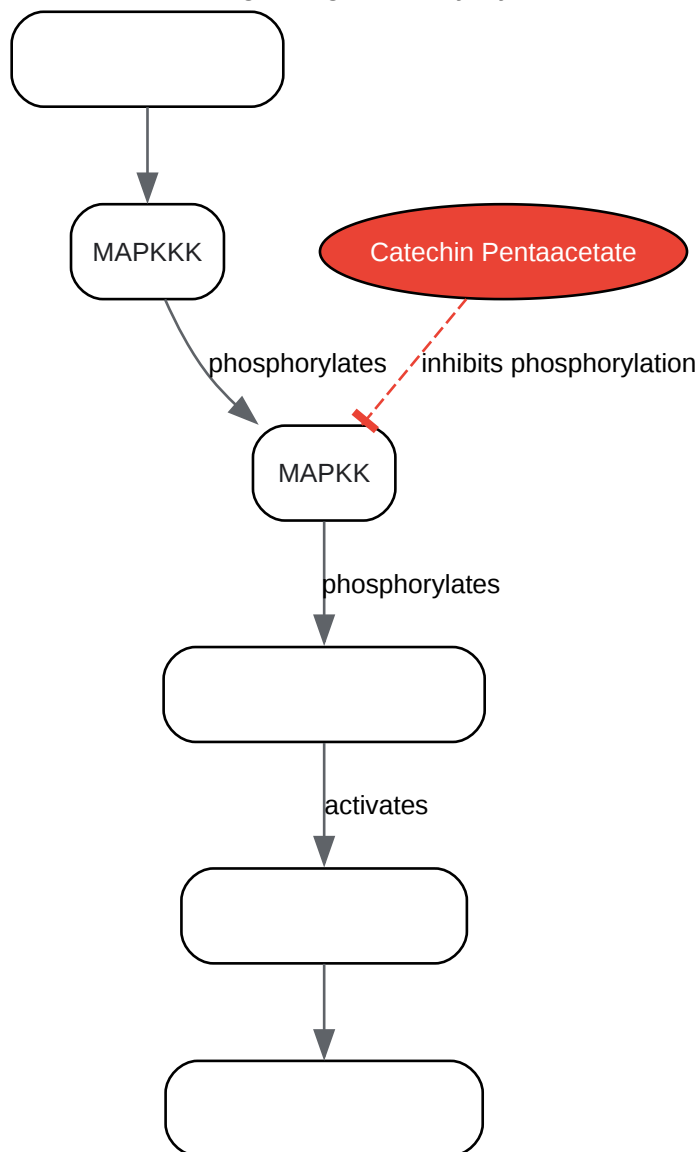 MAPKKK
Catechin Pentaacetate
phosphorylates
inhibits phosphorylation
MAPKK
phosphorylates
activates